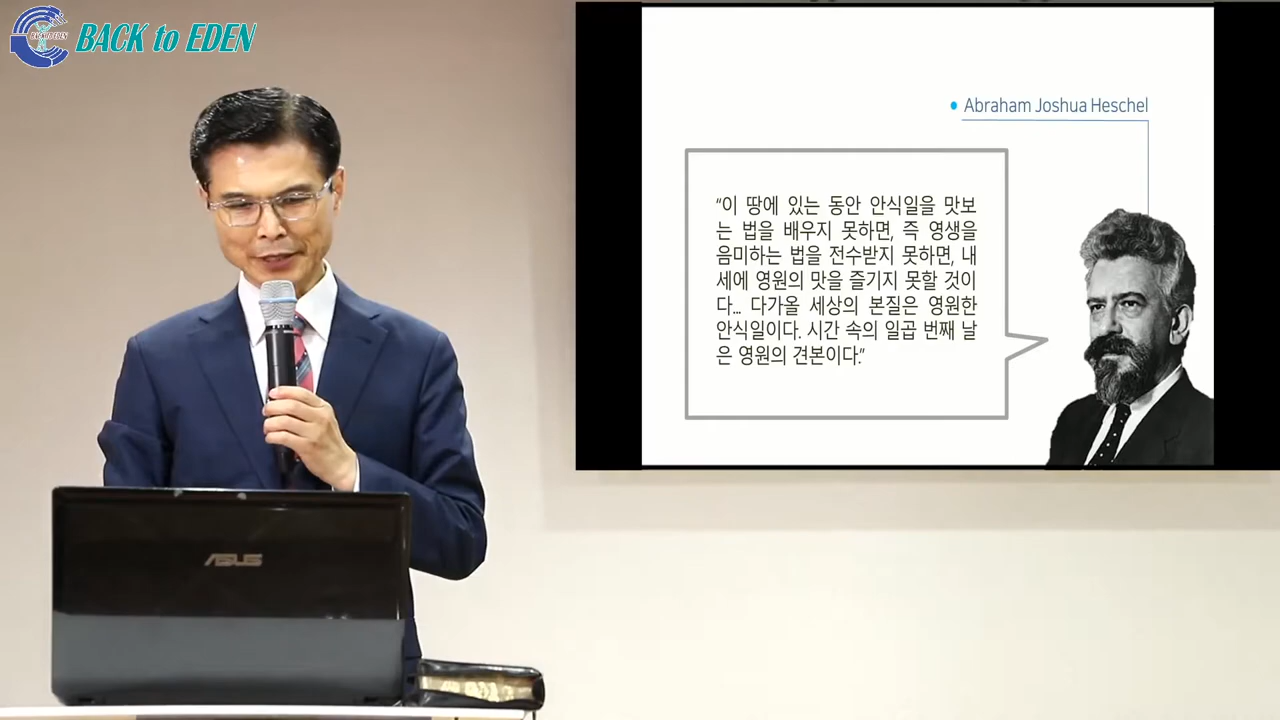 BACK to EDEN
BACK TO EDEN
• Abraham Joshua Heschel
“이 땅에 있는 동안 안식일을 맛보
는 법을 배우지 못하면, 즉 영생을
음미하는 법을 전수받지 못하면, 내
세에 영원의 맛을 즐기지 못할 것이
다... 다가올 세상의 본질은 영원한
안식일이다. 시간 속의 일곱 번째 날
은 영원의 견본이다.”
ASUS